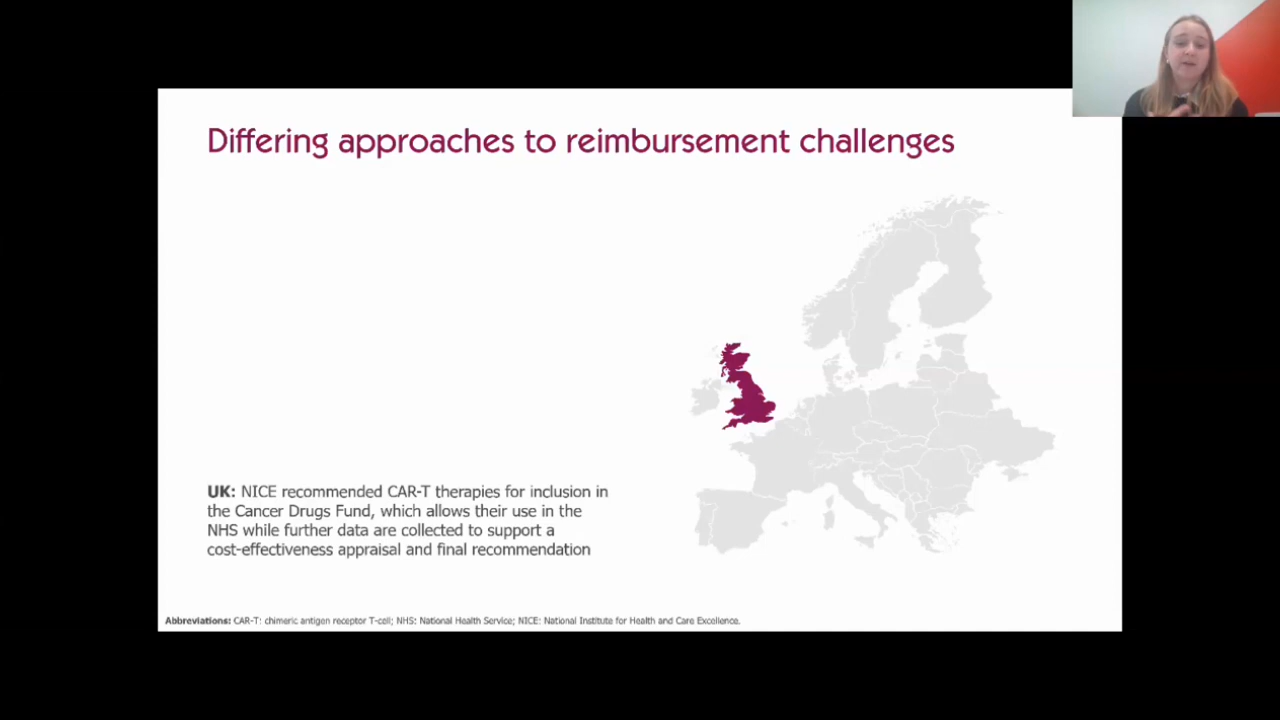 Differing approaches to reimbursement challenges
UK: NICE recommended CAR-T therapies for inclusion in
the Cancer Drugs Fund, which allows their use in the
NHS while further data are collected to support a
cost-effectiveness appraisal and final recommendation
Abbreviations: CAR-T: chimeric antigen receptor T-cell; NHS: National Health Service; NICE: National Institute for Health and Care Excellence.